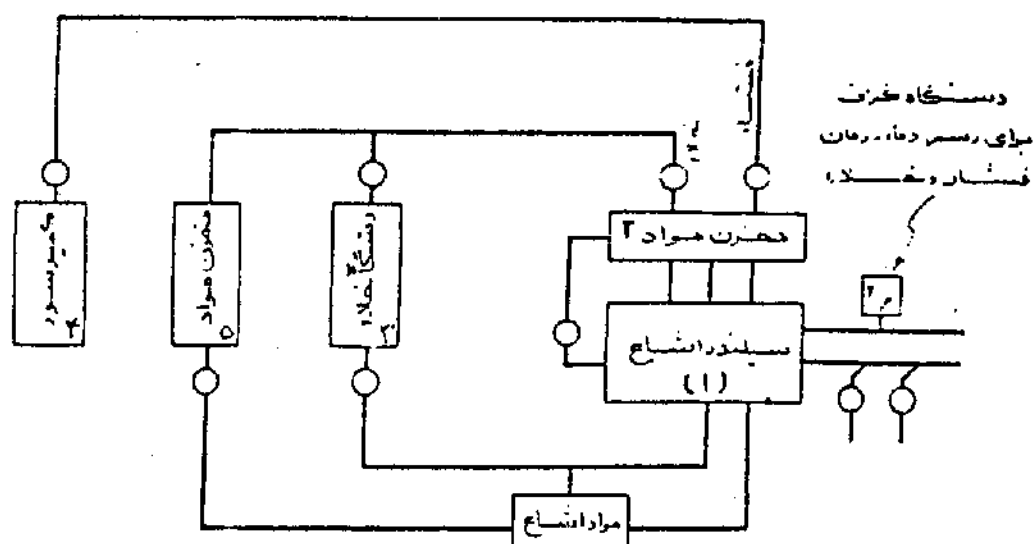 دستگاه
برای رسم دما، زمان
فشار و خلاء
مخزن مواد ۲
سیلندر اشباع
(۱)
دستگاه خلاء
۳
مخزن مواد
۵
کمپرسور
۴
مواد اشباع